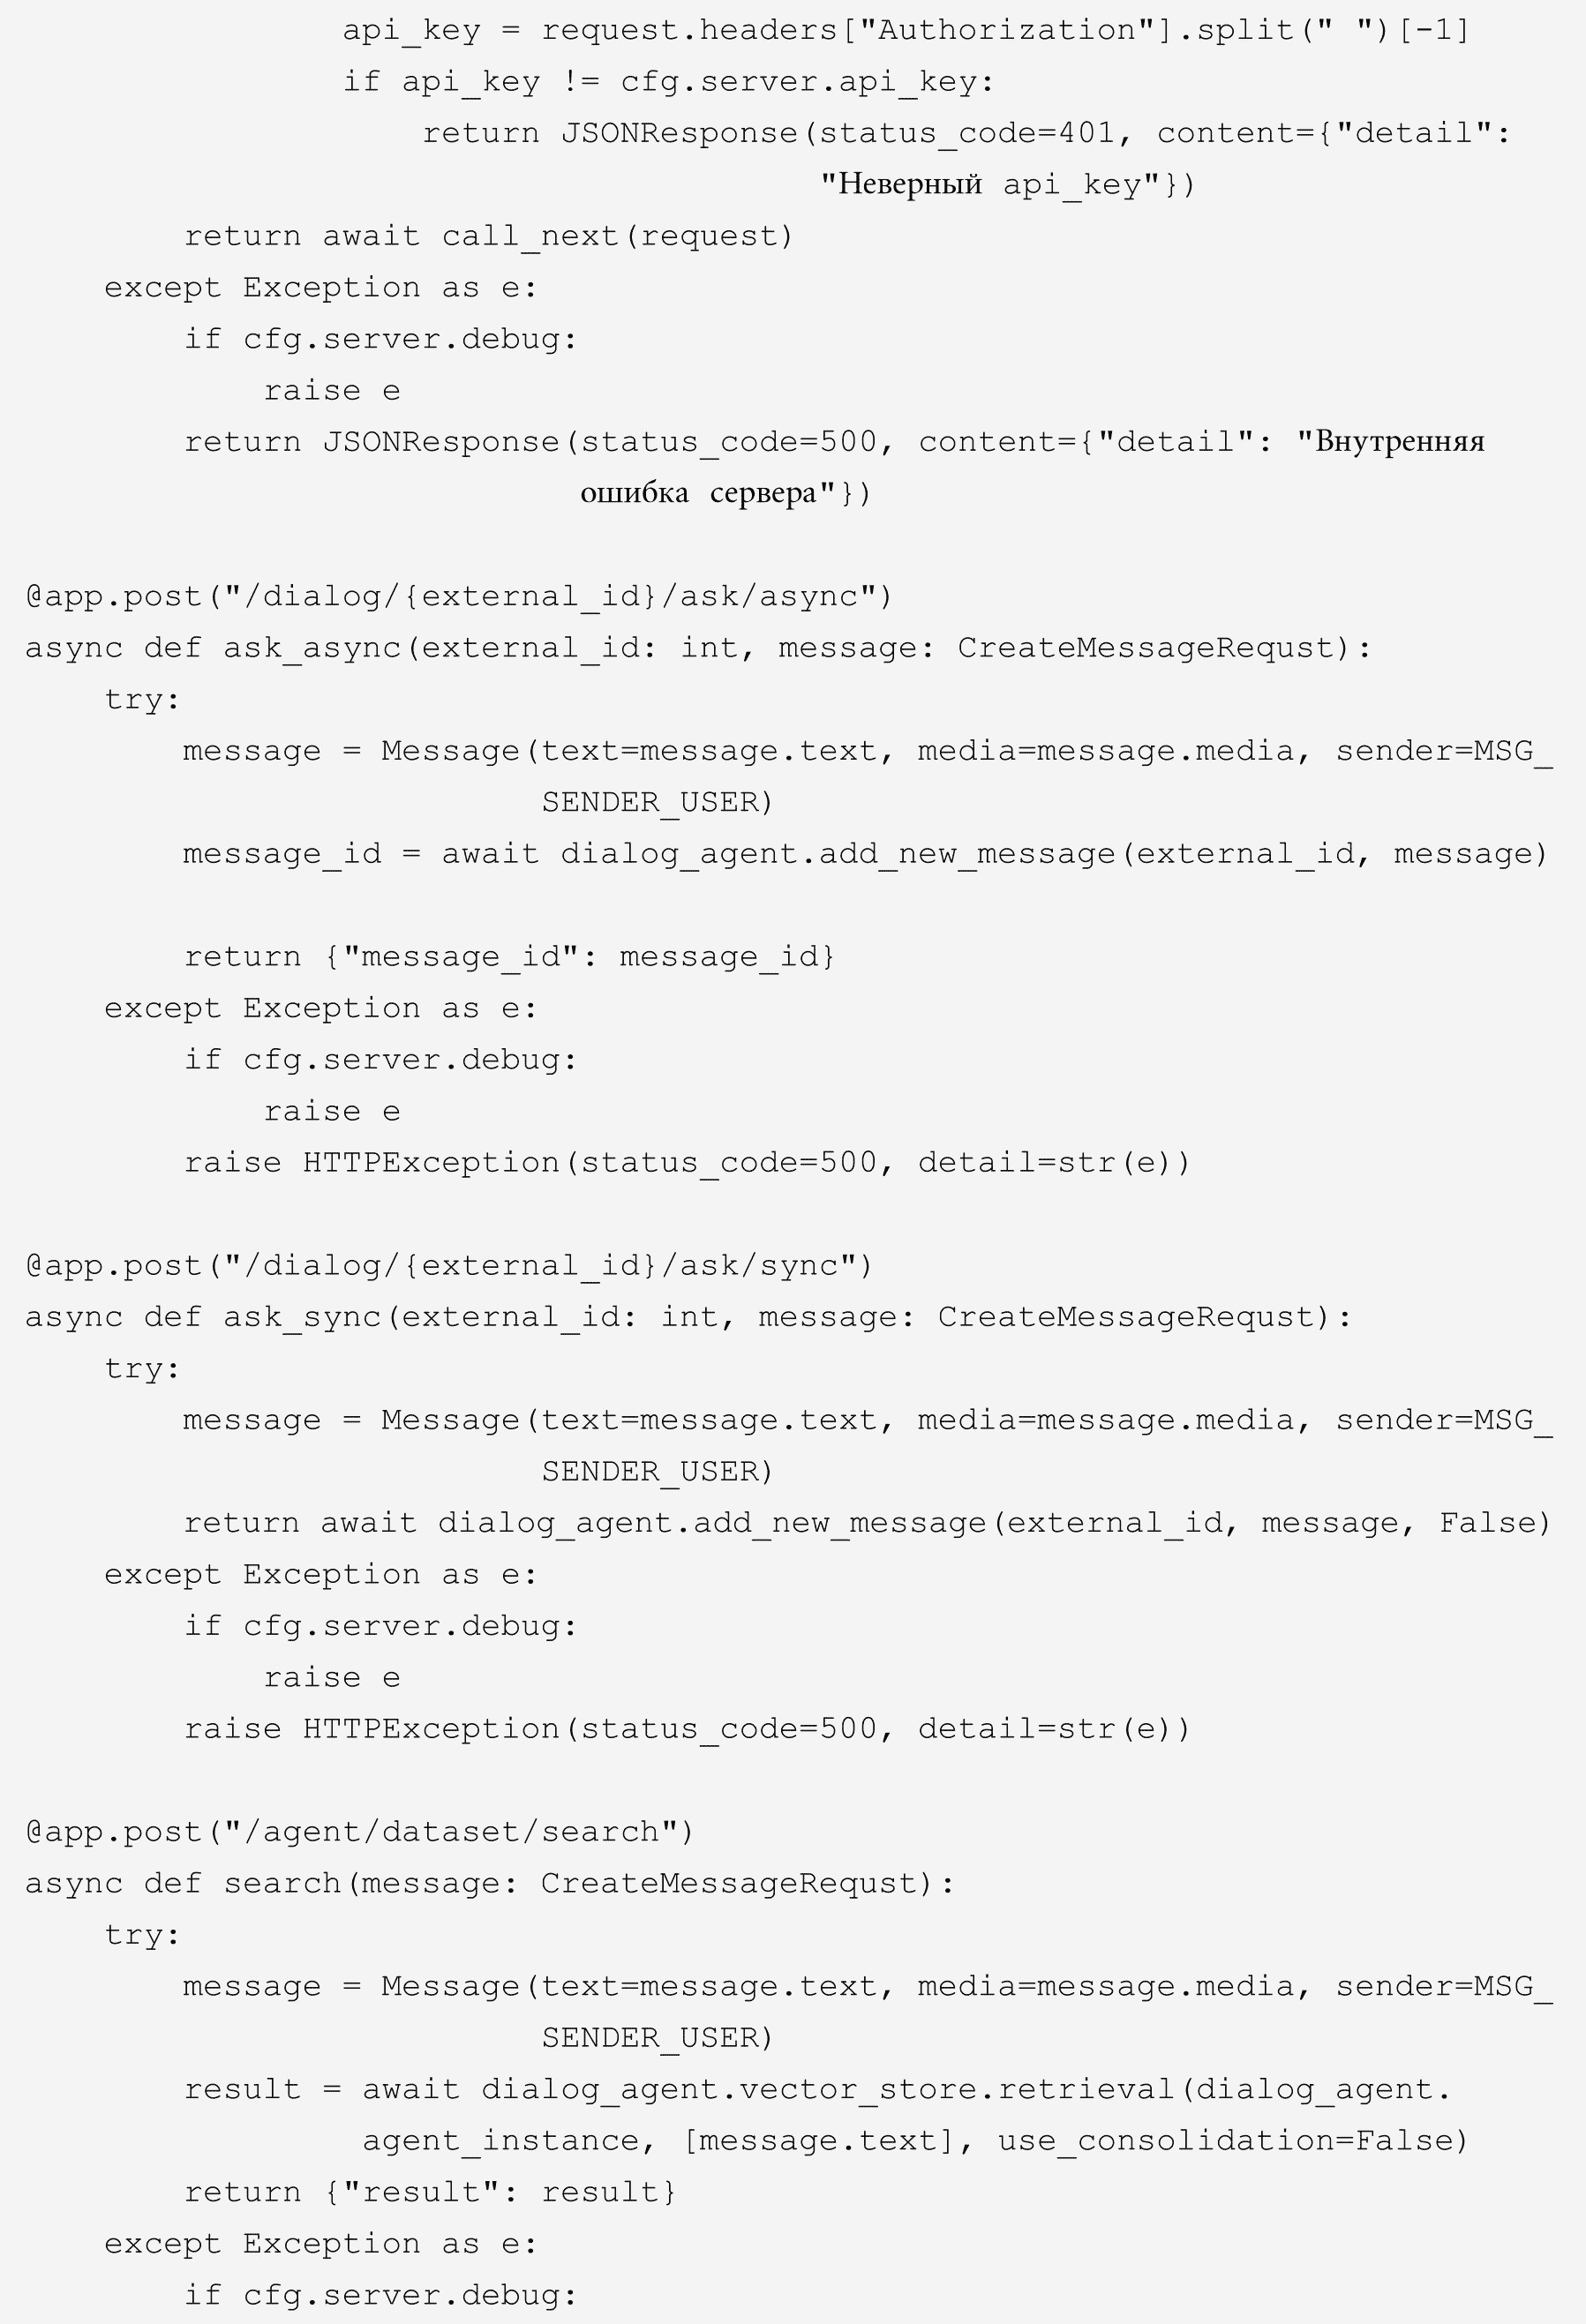 api_key = request.headers["Authorization"].split(" ")[-1]
if api_key != cfg.server.api_key:
return JSONResponse(status_code=401, content={"detail":
"Неверный api_key"})
return await call_next(request)
except Exception as e:
if cfg.server.debug:
raise e
return JSONResponse(status_code=500, content={"detail": "Внутренняя
ошибка сервера"})
@app.post("/dialog/{external_id}/ask/async")
async def ask_async(external_id: int, message: CreateMessageRequst):
try:
message = Message(text=message.text, media=message.media, sender=MSG_
SENDER_USER)
message_id = await dialog_agent.add_new_message(external_id, message)
return {"message_id": message_id}
except Exception as e:
if cfg.server.debug:
raise e
raise HTTPException(status_code=500, detail=str(e))
@app.post("/dialog/{external_id}/ask/sync")
async def ask_sync(external_id: int, message: CreateMessageRequst):
try:
message = Message(text=message.text, media=message.media, sender=MSG_
SENDER_USER)
return await dialog_agent.add_new_message(external_id, message, False)
except Exception as e:
if cfg.server.debug:
raise e
raise HTTPException(status_code=500, detail=str(e))
@app.post("/agent/dataset/search")
async def search(message: CreateMessageRequst):
try:
message = Message(text=message.text, media=message.media, sender=MSG_
SENDER_USER)
result = await dialog_agent.vector_store.retrieval(dialog_agent.
agent_instance, [message.text], use_consolidation=False)
return {"result": result}
except Exception as e:
if cfg.server.debug: